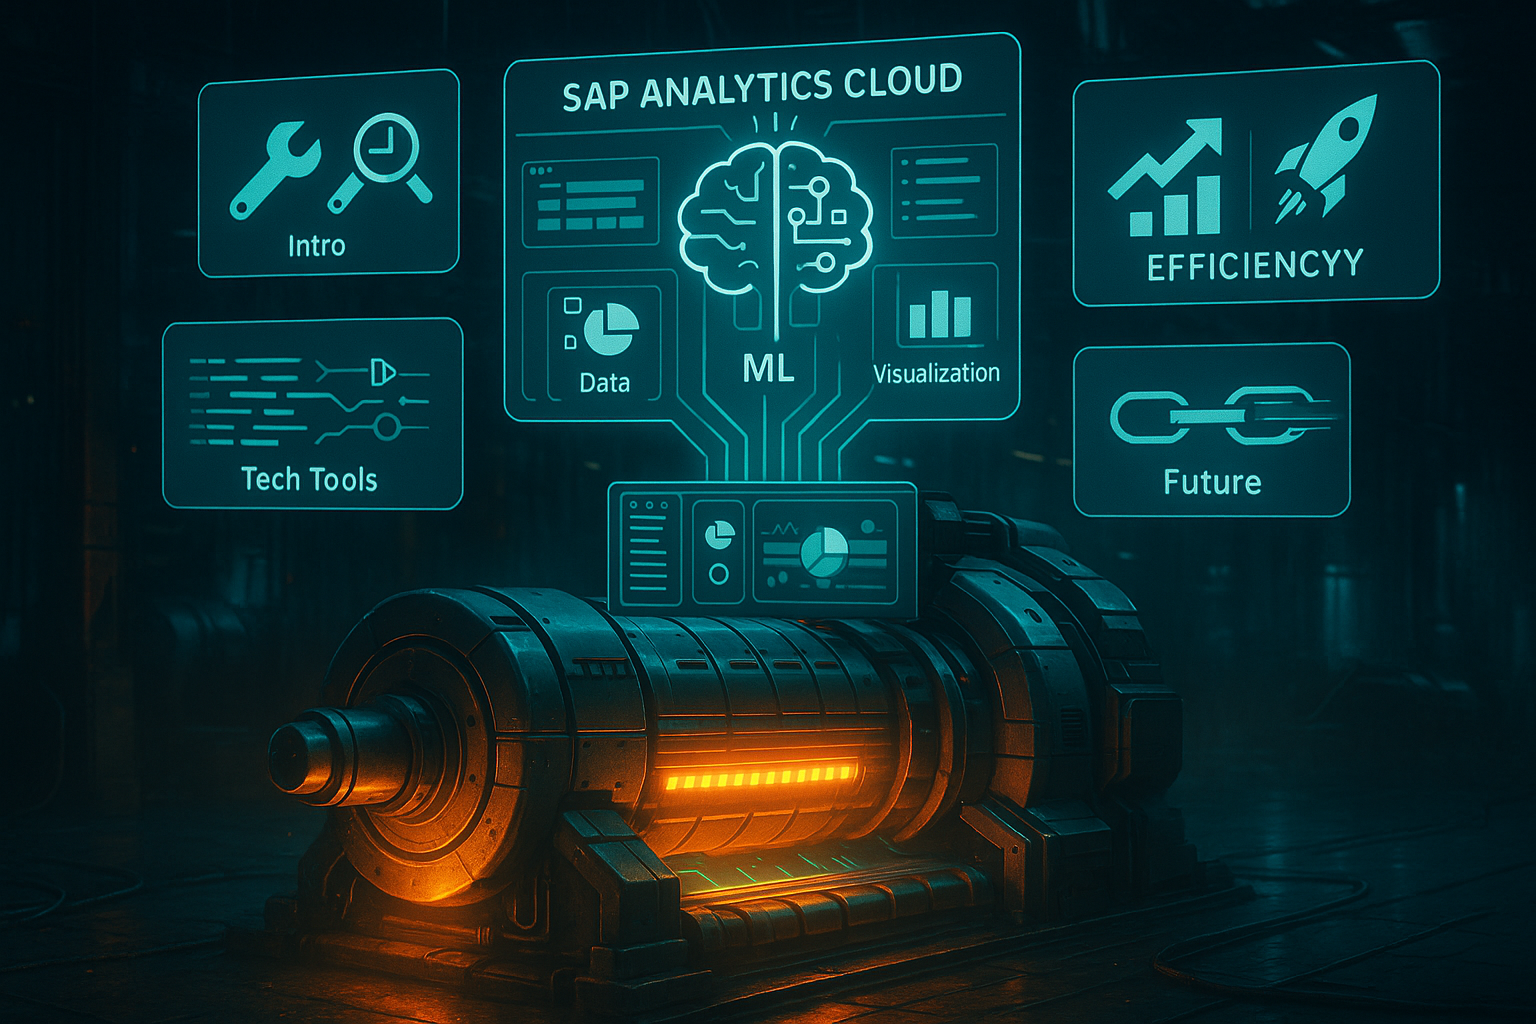 Intro
Tech Tools
SAP ANALYTICS CLOUD
Data
ML
Visualization
EFFICIENCYY
Future